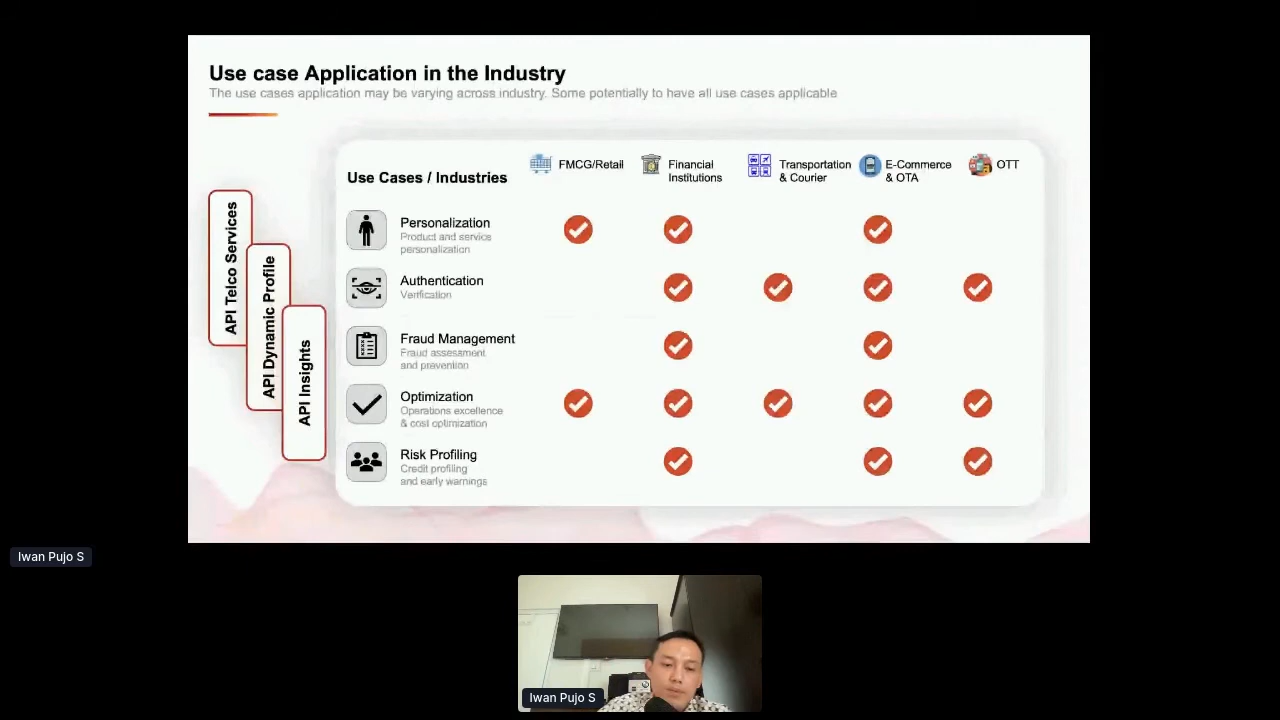 Use case Application in the Industry
The use cases application may be varying across industry. Some potentially to have all use cases applicable
API Telco Services
API Dynamic Profile
API Insights
Use Cases / Industries
FMCG/Retail
Financial
Institutions
Transportation
& Courier
E-Commerce
& OTA
OTT
Personalization
Product and service
personalization
Authentication
Verification
Fraud Management
Fraud assessment
and prevention
Optimization
Operations excellence
& cost optimization
Risk Profiling
Credit profiling
and early warnings
Iwan Pujo S
Iwan Pujo S